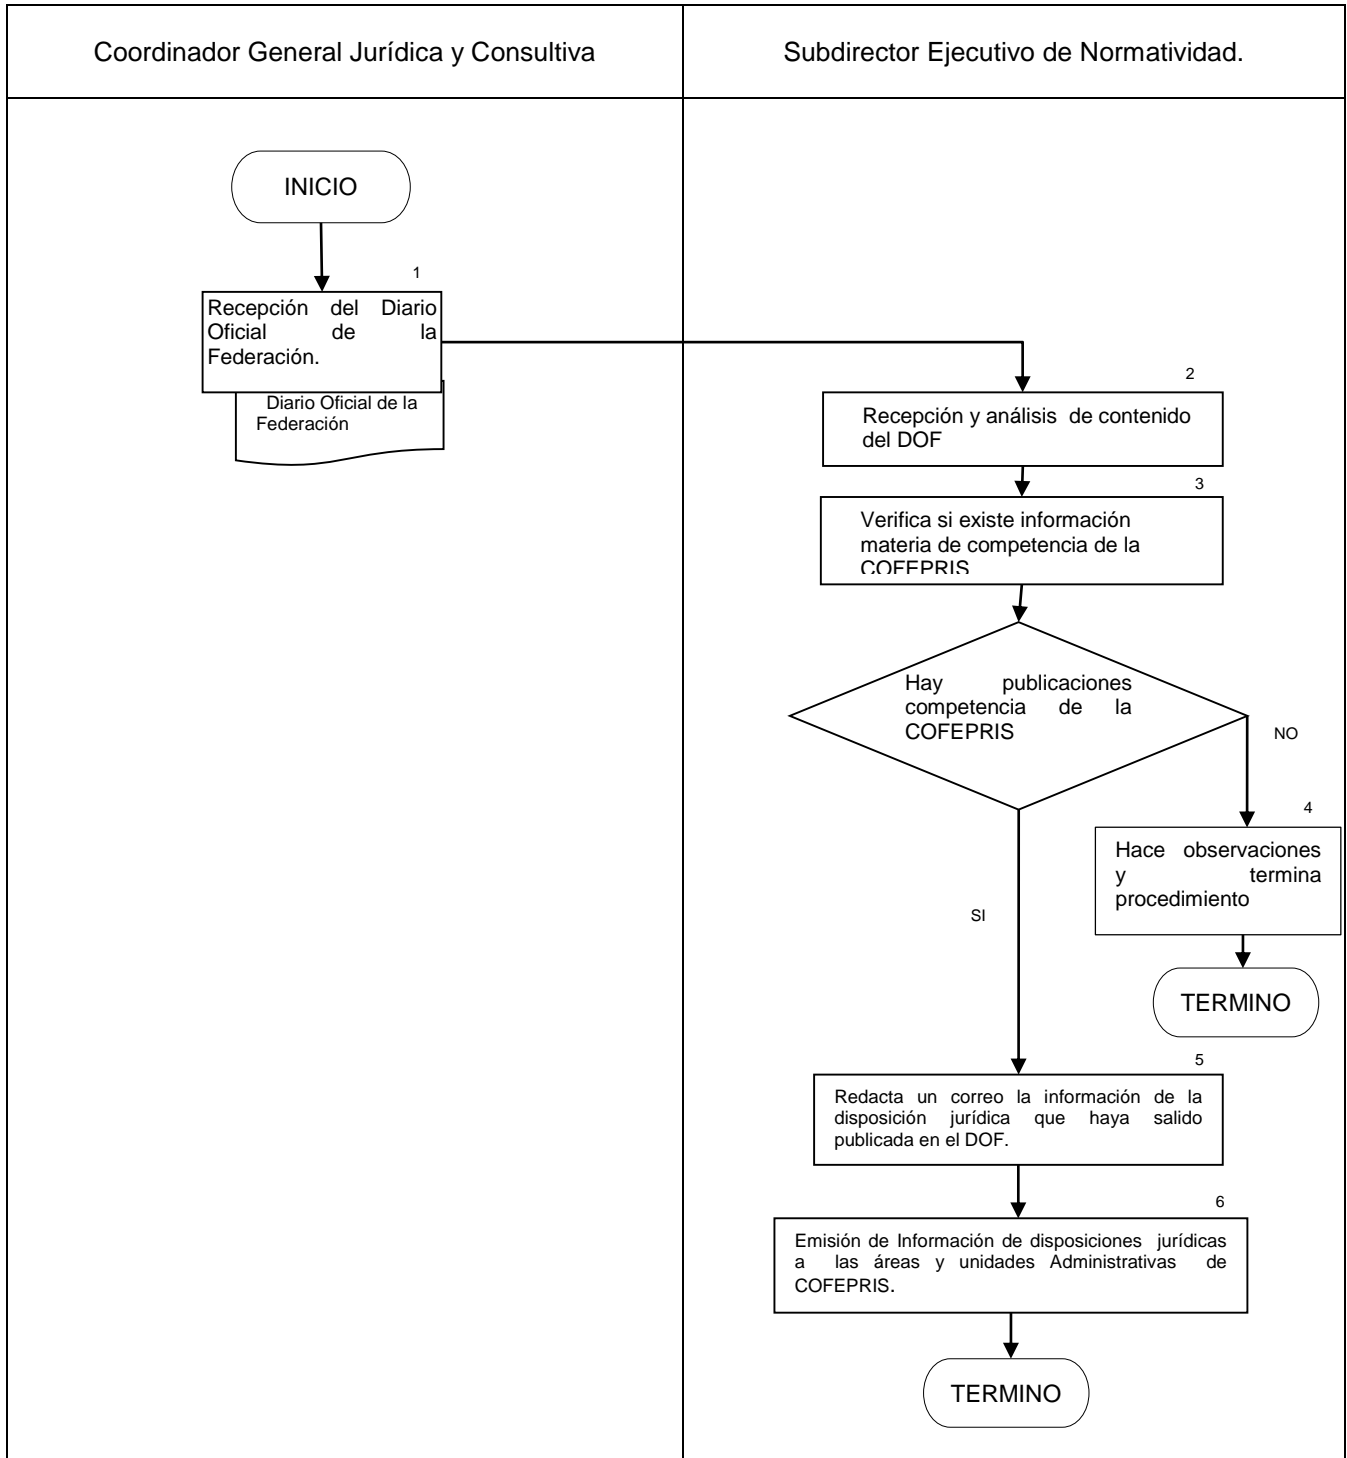 Coordinador General Jurídica y Consultiva
Subdirector Ejecutivo de Normatividad.
INICIO
1
Recepción del Diario
Oficial de la
Federación.
Diario Oficial de la
Federación
2
Recepción y análisis de contenido
del DOF
3
Verifica si existe información
materia de competencia de la
COFEPRIS
Hay publicaciones
competencia de la
COFEPRIS
NO
4
Hace observaciones
y termina
procedimiento
SI
TERMINO
5
Redacta un correo la información de la
disposición jurídica que haya salido
publicada en el DOF.
6
Emisión de Información de disposiciones jurídicas
a las áreas y unidades Administrativas de
COFEPRIS.
TERMINO